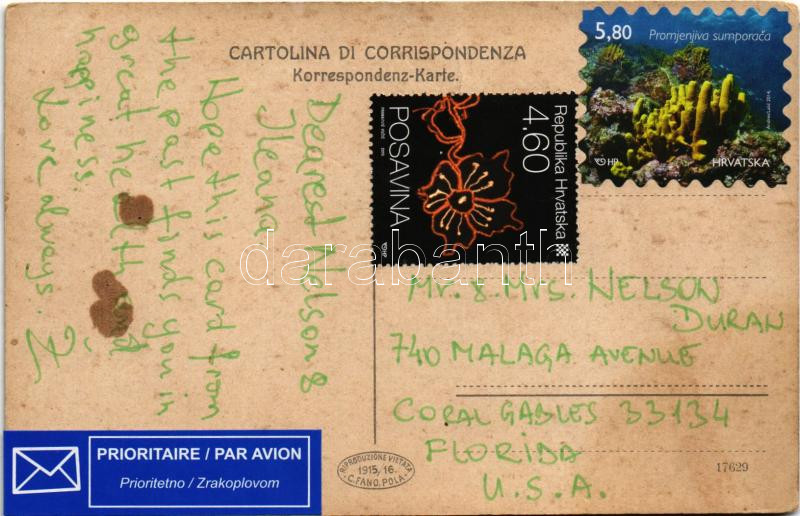 CARTOLINA DI CORRISPONDENZA
Korrespondenz-Karte.
5,80
Promjenjiva sumporača
HP
HRVATSKA
Republika Hrvatska
4,60
POSAVINA
HP
Dearest Nelson &
Ileana
Hope this card from
the past finds you in
great health and
happiness.
Love always. Ž
Mr. & Mrs. NELSON
DURAN
740 MALAGA AVENUE
CORAL GABLES 33134
FLORIDA
U.S.A.
PRIORITAIRE / PAR AVION
Prioritetno / Zrakoplovom
RIPRODUZIONE VIETATA
1915/16
C. FANO, POLA
17629
darabanth